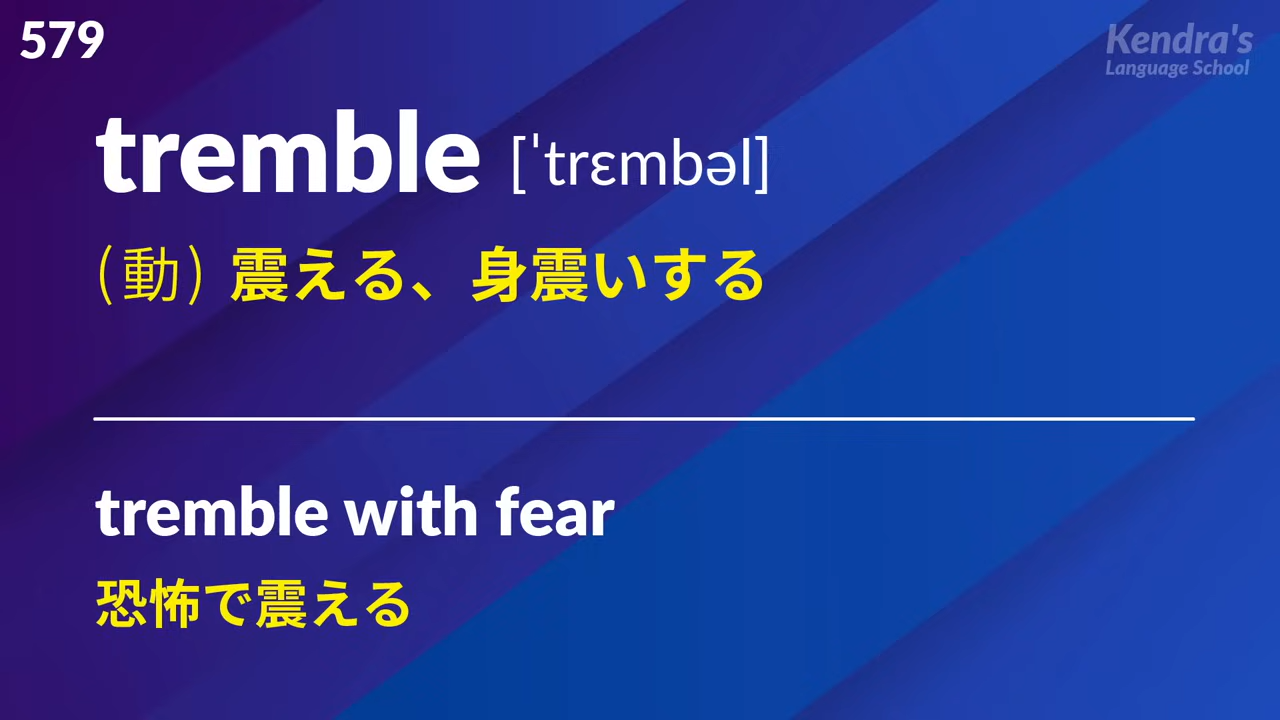 579
Kendra's
Language School
tremble [ˈtrɛmbəl]
(動) 震える、身震いする
tremble with fear
恐怖で震える